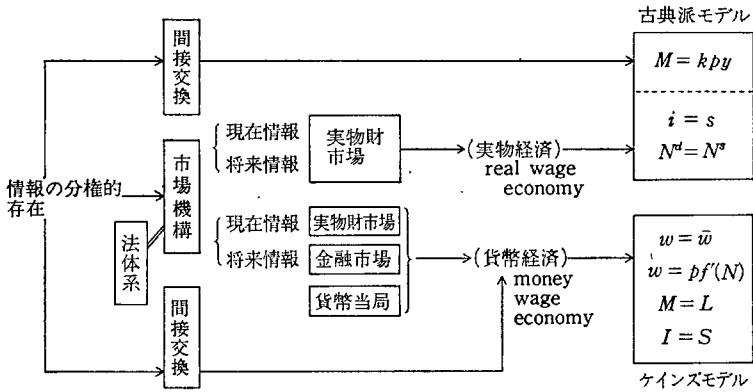 古典派モデル
間接交換
M = kpy
i = s
N^d = N^s
市場機構
現在情報
将来情報
実物財
市場
(実物経済)
real wage
economy
情報の分権的
存在
法体系
現在情報
将来情報
実物財市場
金融市場
貨幣当局
(貨幣経済)
money
wage
economy
w = w̄
w = pf'(N)
M = L
I = S
間接交換
ケインズモデル